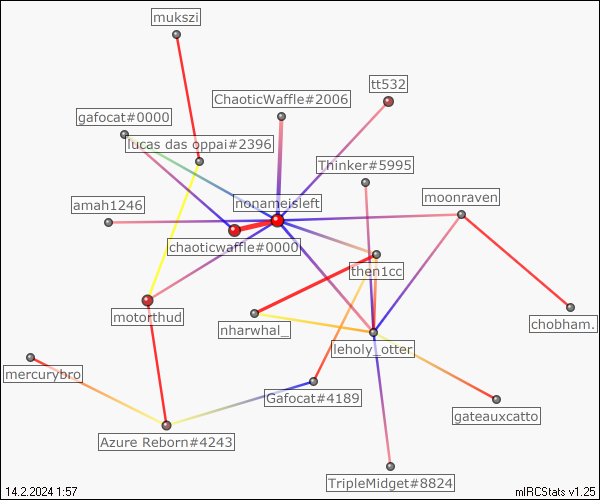 mukszi
tt532
ChaoticWaffle#2006
gafocat#0000
lucas das oppai#2396
Thinker#5995
moonraven
amah1246
nonameisleft
chaoticwaffle#0000
then1cc
motorthud
nharwhal_
chobham.
leholy_otter
mercurybro
Gafocat#4189
gateauxcatto
Azure Reborn#4243
TripleMidget#8824
14.2.2024 1:57
mIRCStats v1.25